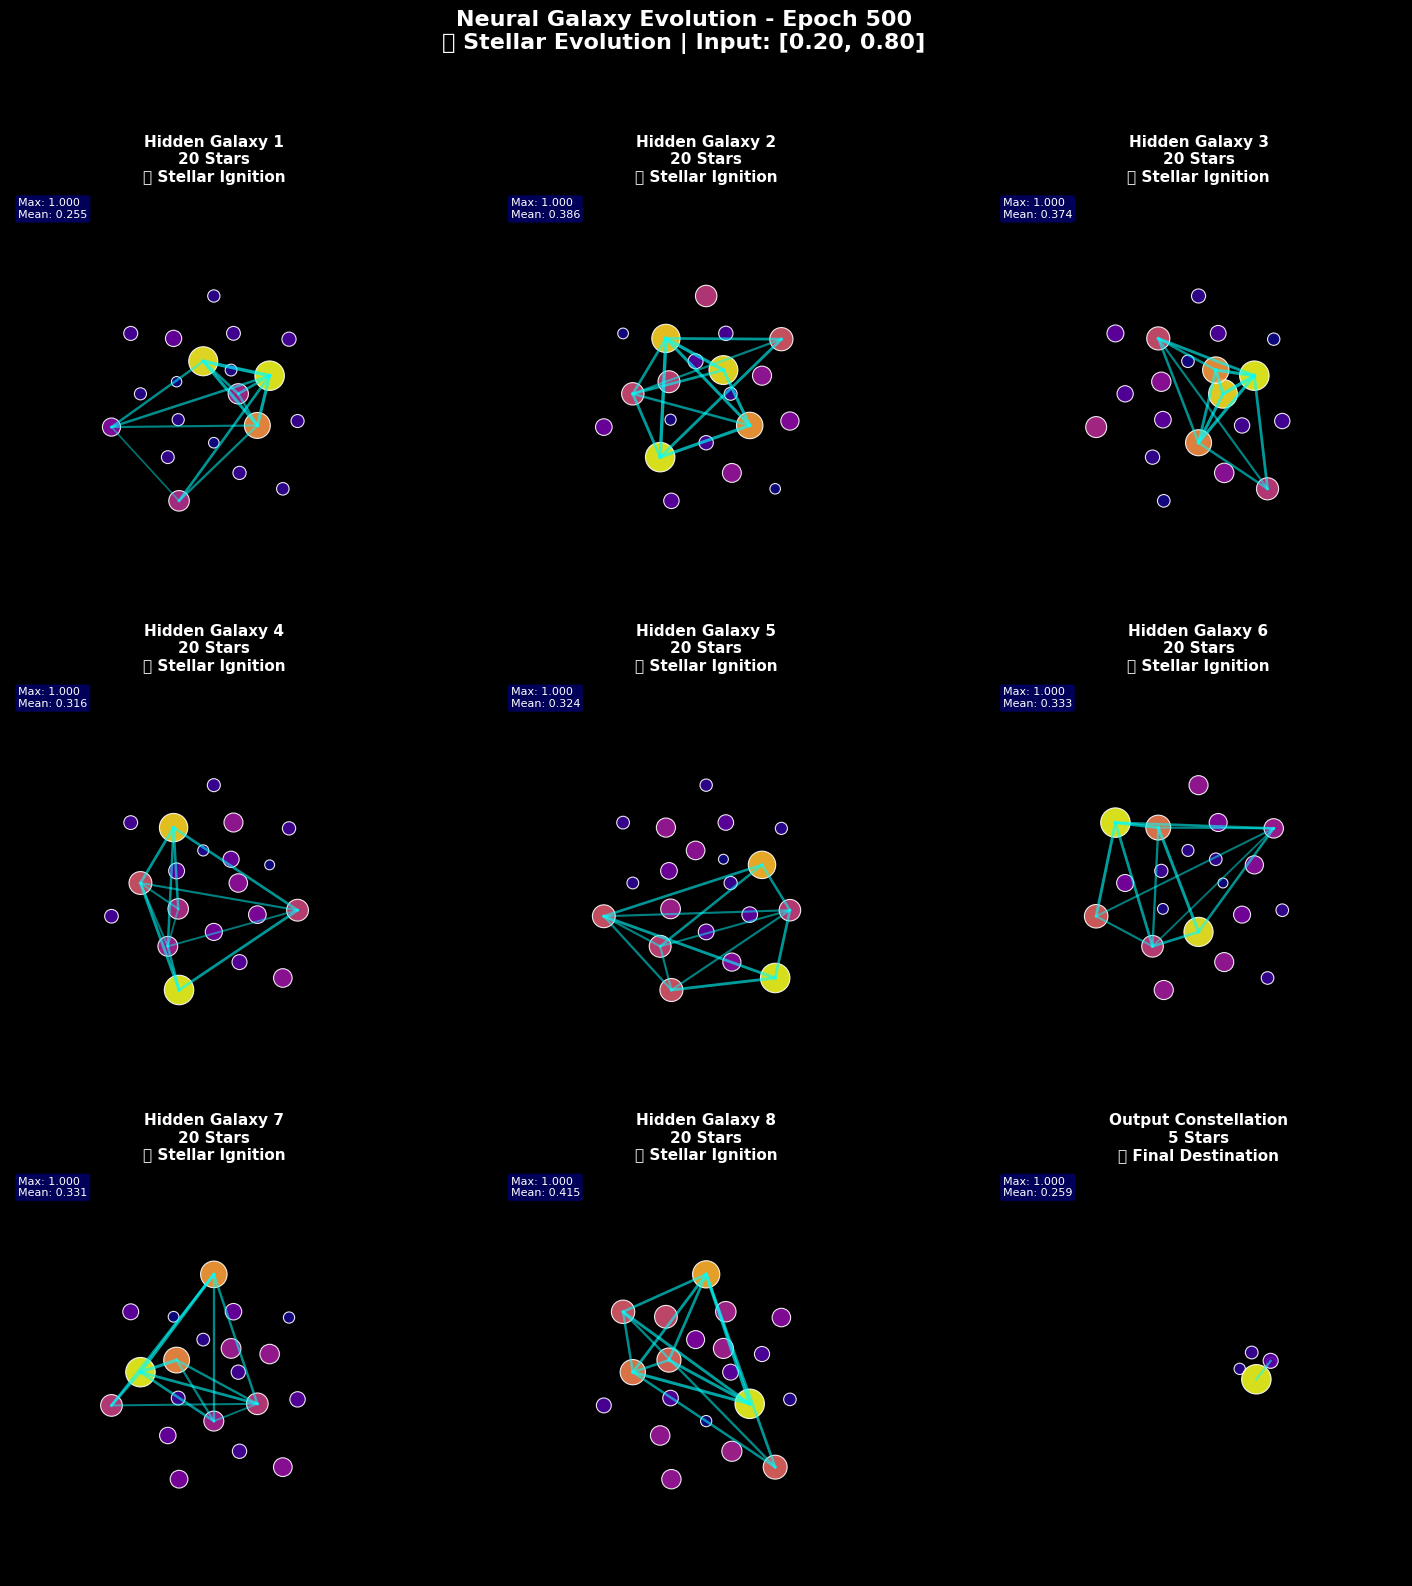 Neural Galaxy Evolution - Epoch 500
▯ Stellar Evolution | Input: [0.20, 0.80]
Hidden Galaxy 1
20 Stars
▯ Stellar Ignition
Max: 1.000
Mean: 0.255
Hidden Galaxy 2
20 Stars
▯ Stellar Ignition
Max: 1.000
Mean: 0.386
Hidden Galaxy 3
20 Stars
▯ Stellar Ignition
Max: 1.000
Mean: 0.374
Hidden Galaxy 4
20 Stars
▯ Stellar Ignition
Max: 1.000
Mean: 0.316
Hidden Galaxy 5
20 Stars
▯ Stellar Ignition
Max: 1.000
Mean: 0.324
Hidden Galaxy 6
20 Stars
▯ Stellar Ignition
Max: 1.000
Mean: 0.333
Hidden Galaxy 7
20 Stars
▯ Stellar Ignition
Max: 1.000
Mean: 0.331
Hidden Galaxy 8
20 Stars
▯ Stellar Ignition
Max: 1.000
Mean: 0.415
Output Constellation
5 Stars
▯ Final Destination
Max: 1.000
Mean: 0.259